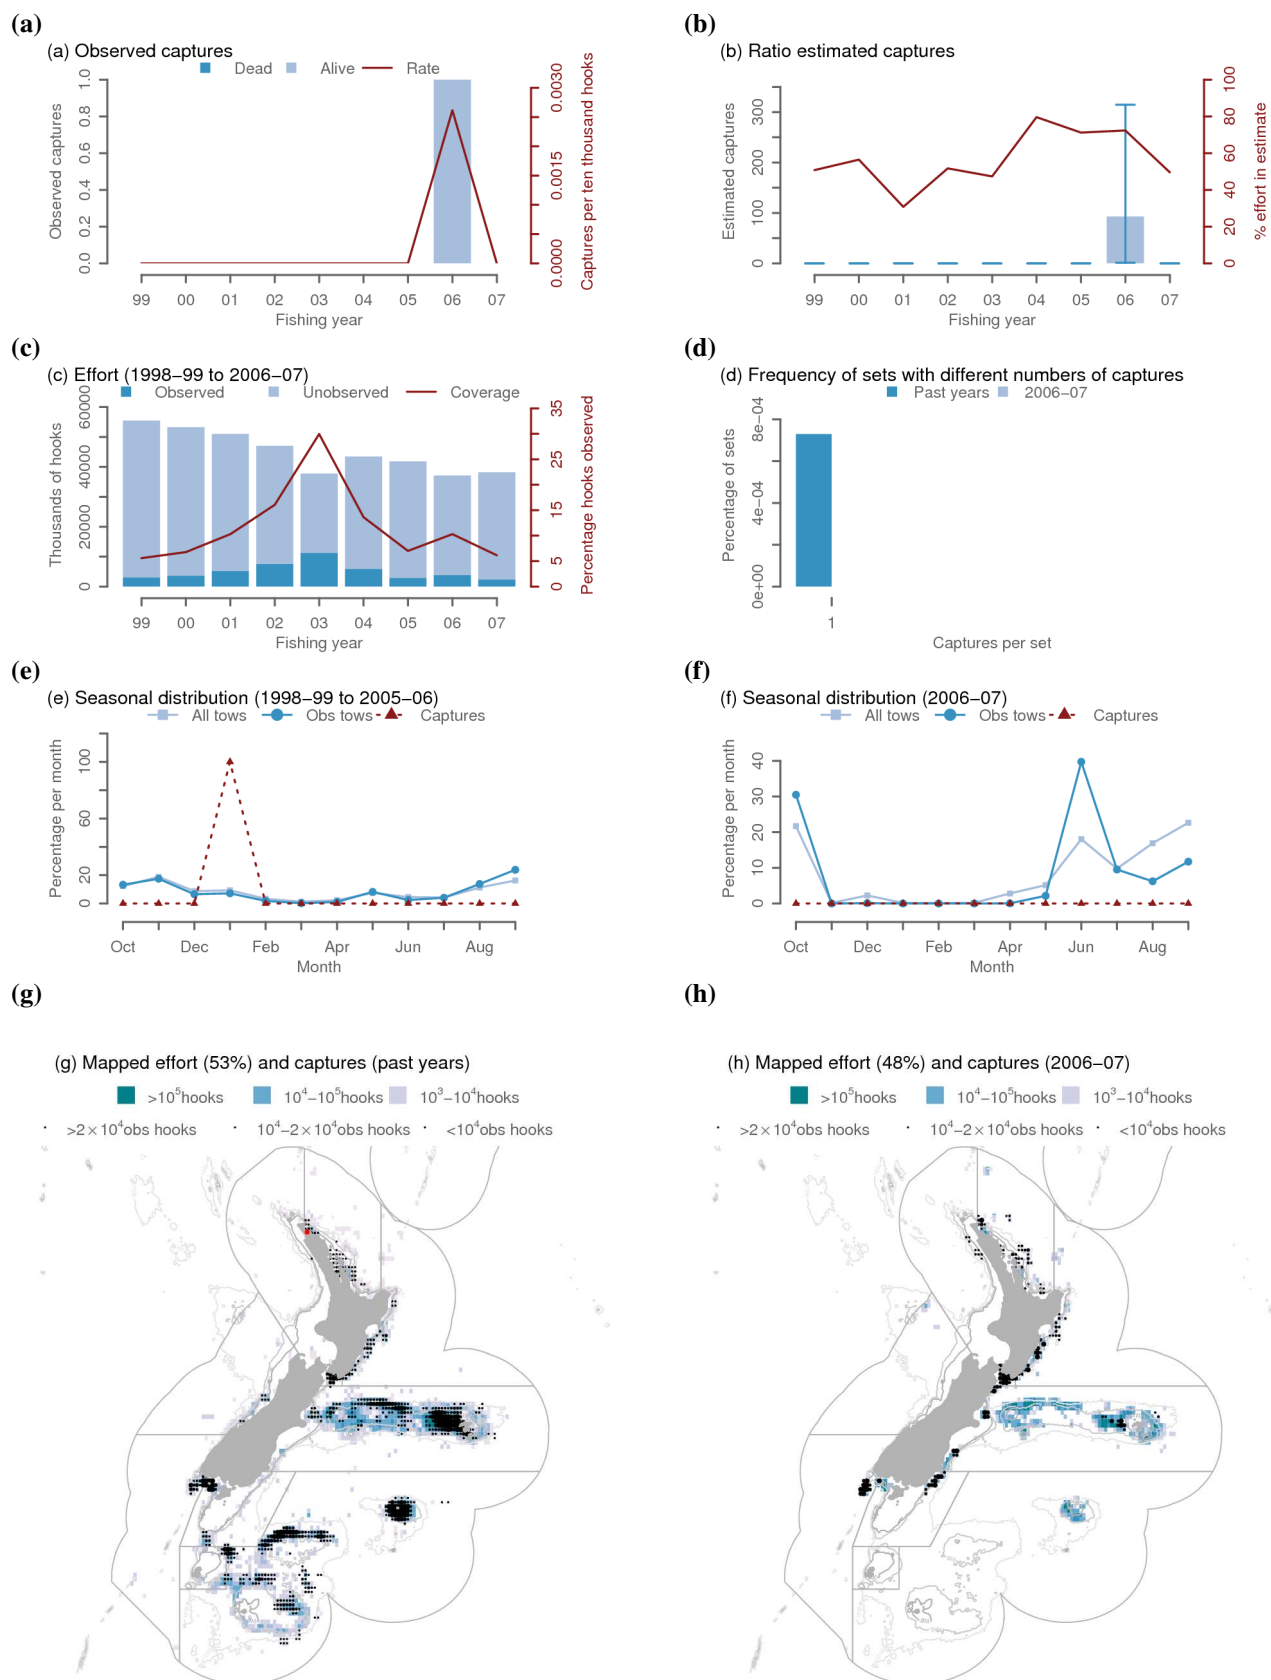 (a)
(b)
(a) Observed captures
Dead Alive Rate
Observed captures
0.0 0.2 0.4 0.6 0.8 1.0
0.0000 0.0015 0.0030
Captures per ten thousand hooks
99 00 01 02 03 04 05 06 07
Fishing year
(b) Ratio estimated captures
Estimated captures
0 100 200 300
0 20 40 60 80 100
% effort in estimate
99 00 01 02 03 04 05 06 07
Fishing year
(c)
(d)
(c) Effort (1998–99 to 2006–07)
Observed Unobserved Coverage
Thousands of hooks
0 20000 40000 60000
5 15 25 35
Percentage hooks observed
99 00 01 02 03 04 05 06 07
Fishing year
(d) Frequency of sets with different numbers of captures
Past years 2006–07
Percentage of sets
0e+00 4e–04 8e–04
1
Captures per set
(e)
(f)
(e) Seasonal distribution (1998–99 to 2005–06)
All tows Obs tows Captures
Percentage per month
0 20 60 100
Oct Dec Feb Apr Jun Aug
Month
(f) Seasonal distribution (2006–07)
All tows Obs tows Captures
Percentage per month
0 10 20 30 40
Oct Dec Feb Apr Jun Aug
Month
(g)
(h)
(g) Mapped effort (53%) and captures (past years)
>10⁵hooks 10⁴–10⁵hooks 10³–10⁴hooks
>2×10⁴obs hooks 10⁴–2×10⁴obs hooks <10⁴obs hooks
(h) Mapped effort (48%) and captures (2006–07)
>10⁵hooks 10⁴–10⁵hooks 10³–10⁴hooks
>2×10⁴obs hooks 10⁴–2×10⁴obs hooks <10⁴obs hooks